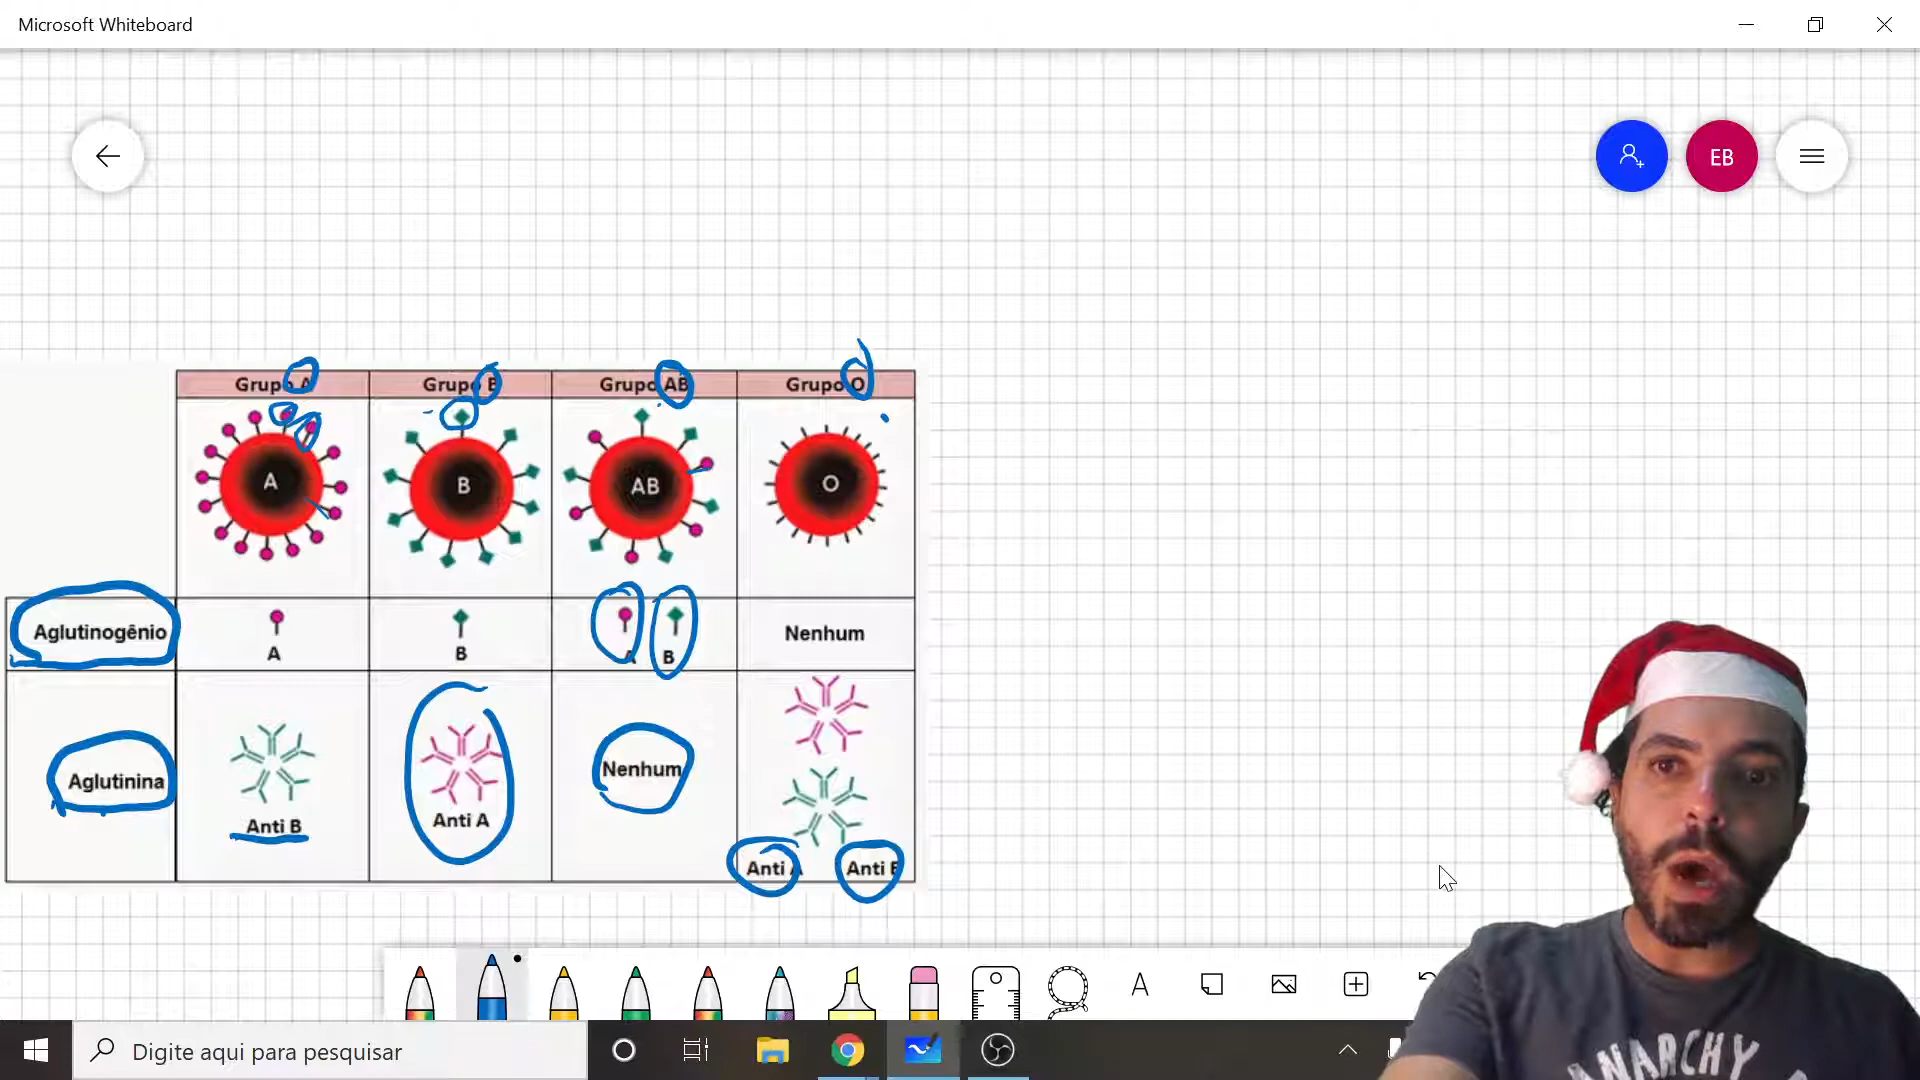 Microsoft Whiteboard
EB
Grupo A
Grupo B
Grupo AB
Grupo O
A
B
AB
O
Aglutinogênio
A
B
A
B
Nenhum
Aglutinina
Anti B
Anti A
Nenhum
Anti A
Anti B
A
Digite aqui para pesquisar
ANARCHY